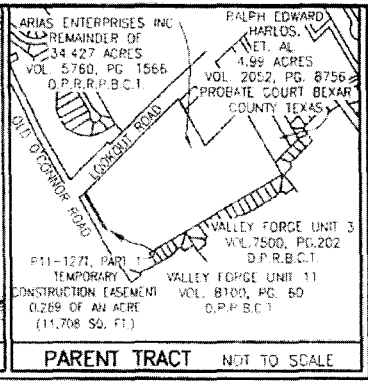 ARIAS ENTERPRISES INC
REMAINDER OF
34.427 ACRES
VOL. 5760, PG. 1566
O.P.R.R.P.B.C.T.
RALPH EDWARD
HARLOS,
ET. AL
4.99 ACRES
VOL. 2052, PG. 8756
PROBATE COURT BEXAR
COUNTY TEXAS
LOOKOUT ROAD
OLD O'CONNOR ROAD
VALLEY FORGE UNIT 3
VOL.7500, PG.202
D.P.R.B.C.T.
P11-1271, PART 1
TEMPORARY
CONSTRUCTION EASEMENT
0.269 OF AN ACRE
(11,708 SQ. FT.)
VALLEY FORGE UNIT 11
VOL. 8100, PG. 60
D.P.R.B.C.T.
PARENT TRACT NOT TO SCALE